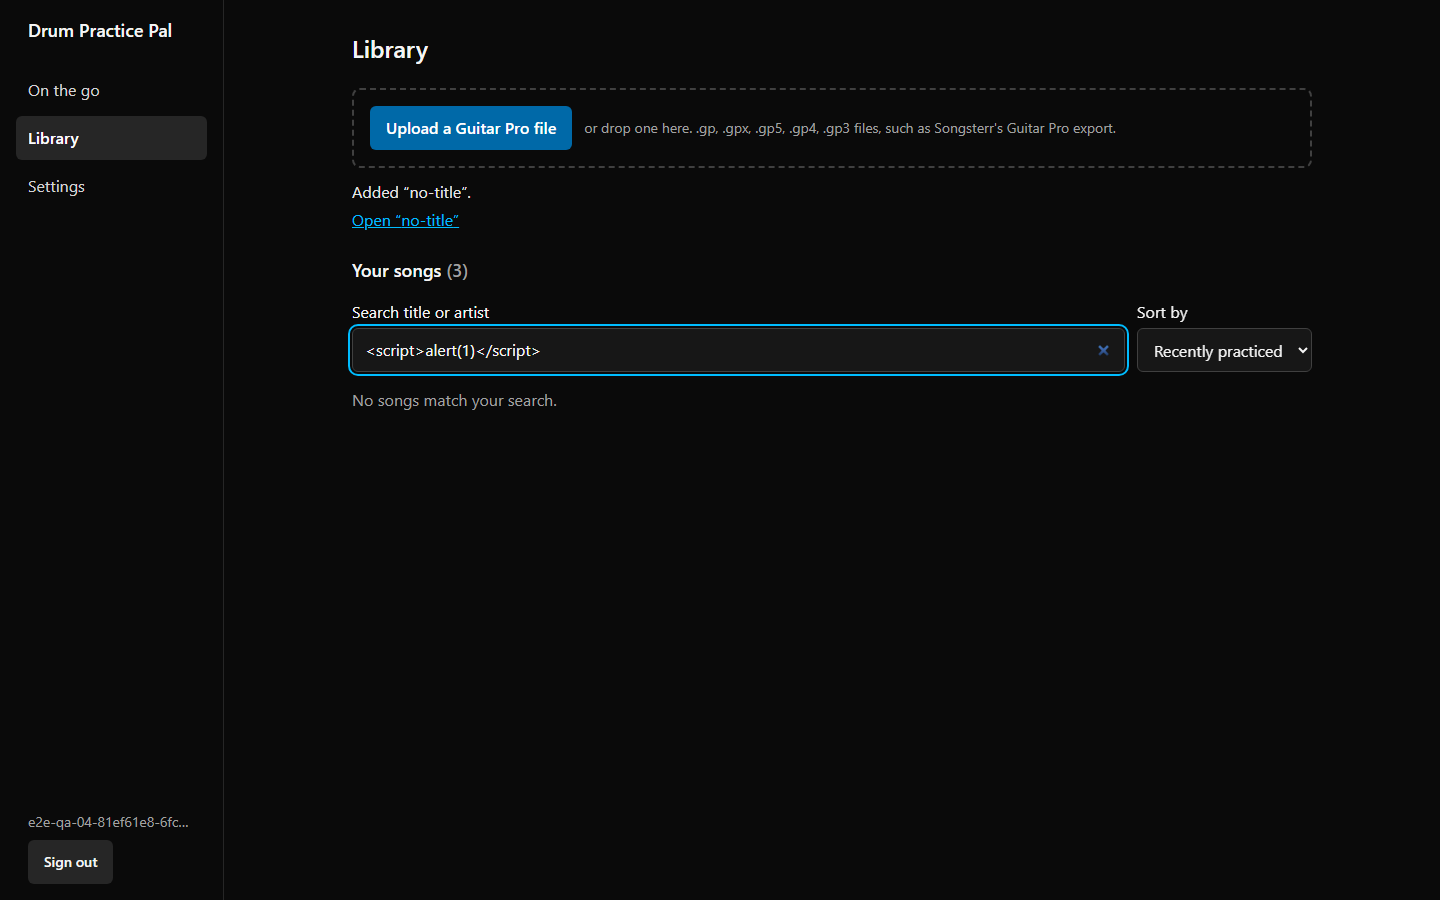 Drum Practice Pal
On the go
Library
Settings
e2e-qa-04-81ef61e8-6fc...
Sign out
Library
Upload a Guitar Pro file
or drop one here. .gp, .gpx, .gp5, .gp4, .gp3 files, such as Songsterr's Guitar Pro export.
Added “no-title”.
Open “no-title”
Your songs (3)
Search title or artist
<script>alert(1)</script>
Sort by
Recently practiced
No songs match your search.